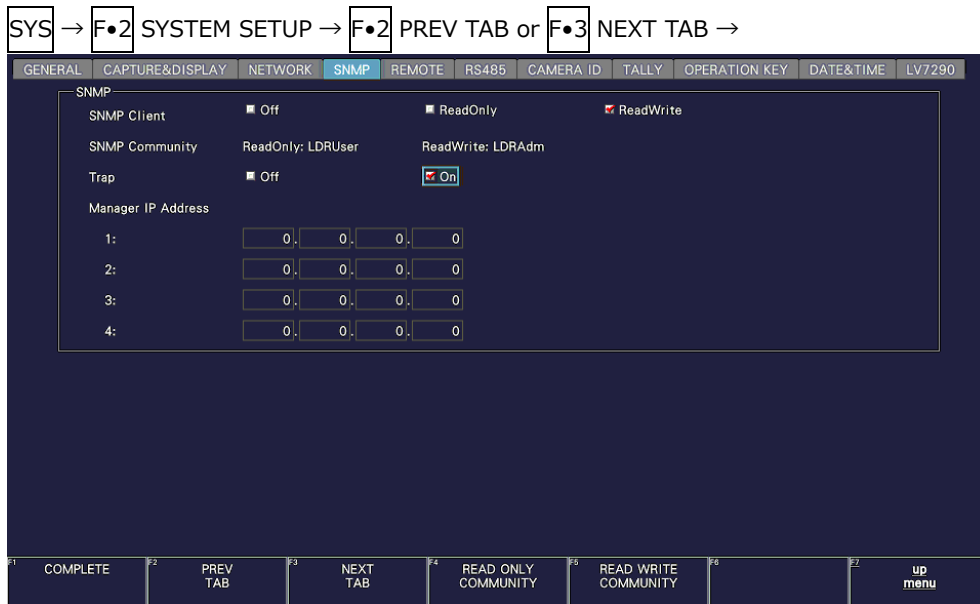 SYS → F•2 SYSTEM SETUP → F•2 PREV TAB or F•3 NEXT TAB →
GENERAL CAPTURE&DISPLAY NETWORK SNMP REMOTE RS485 CAMERA ID TALLY OPERATION KEY DATE&TIME LV7290
SNMP
SNMP Client Off ReadOnly ReadWrite
SNMP Community ReadOnly: LDRUser ReadWrite: LDRAdm
Trap Off On
Manager IP Address
1: 0. 0. 0. 0
2: 0. 0. 0. 0
3: 0. 0. 0. 0
4: 0. 0. 0. 0
F1 COMPLETE F2 PREV TAB F3 NEXT TAB F4 READ ONLY COMMUNITY F5 READ WRITE COMMUNITY F6 F7 up menu